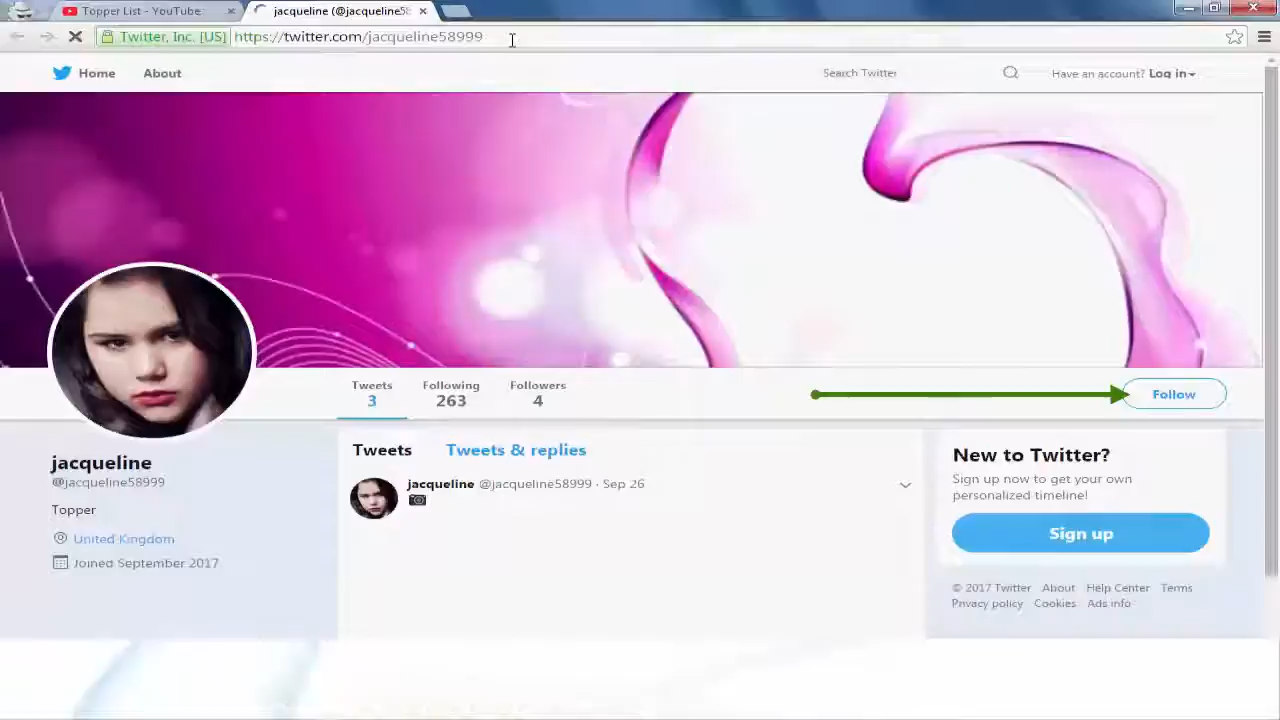 Topper List - YouTube
jacqueline (@jacqueline58
Twitter, Inc. [US] https://twitter.com/jacqueline58999
Home About Search Twitter Have an account? Log in
Tweets Following Followers
3 263 4
Follow
Tweets Tweets & replies
jacqueline
@jacqueline58999
Topper
United Kingdom
Joined September 2017
jacqueline @jacqueline58999 · Sep 26
New to Twitter?
Sign up now to get your own
personalized timeline!
Sign up
© 2017 Twitter About Help Center Terms
Privacy policy Cookies Ads info